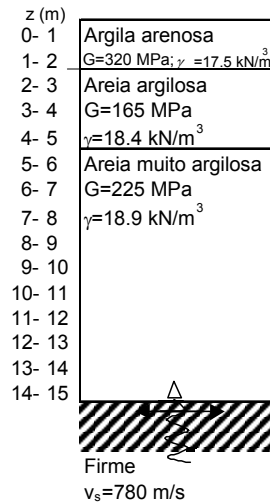 z (m)
0- 1 Argila arenosa
1- 2 G=320 MPa; γ =17.5 kN/m³
2- 3 Areia argilosa
3- 4 G=165 MPa
4- 5 γ=18.4 kN/m³
5- 6 Areia muito argilosa
6- 7 G=225 MPa
7- 8 γ=18.9 kN/m³
8- 9
9- 10
10- 11
11- 12
12- 13
13- 14
14- 15
Firme
vₛ=780 m/s